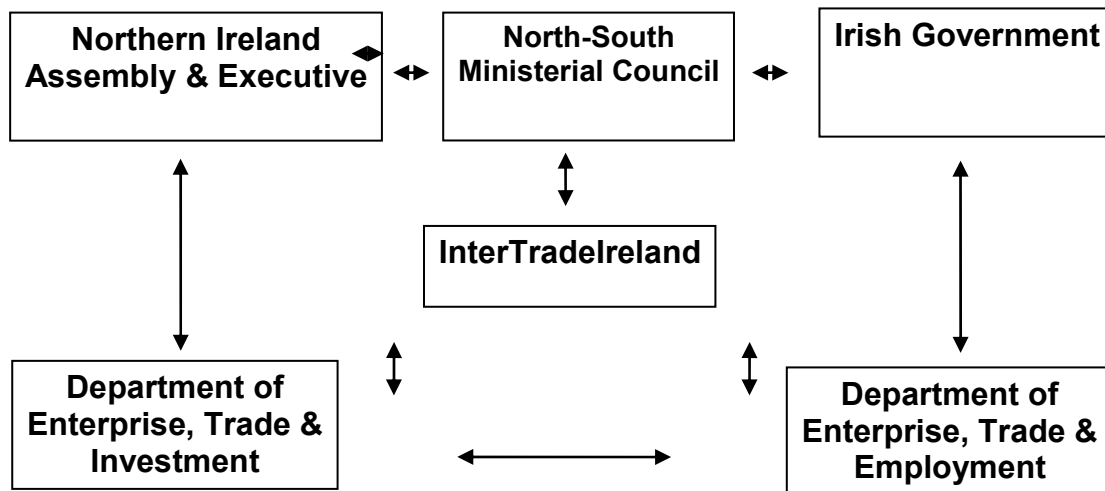 Northern Ireland
Assembly & Executive
North-South
Ministerial Council
Irish Government
InterTradeIreland
Department of
Enterprise, Trade &
Investment
Department of
Enterprise, Trade &
Employment